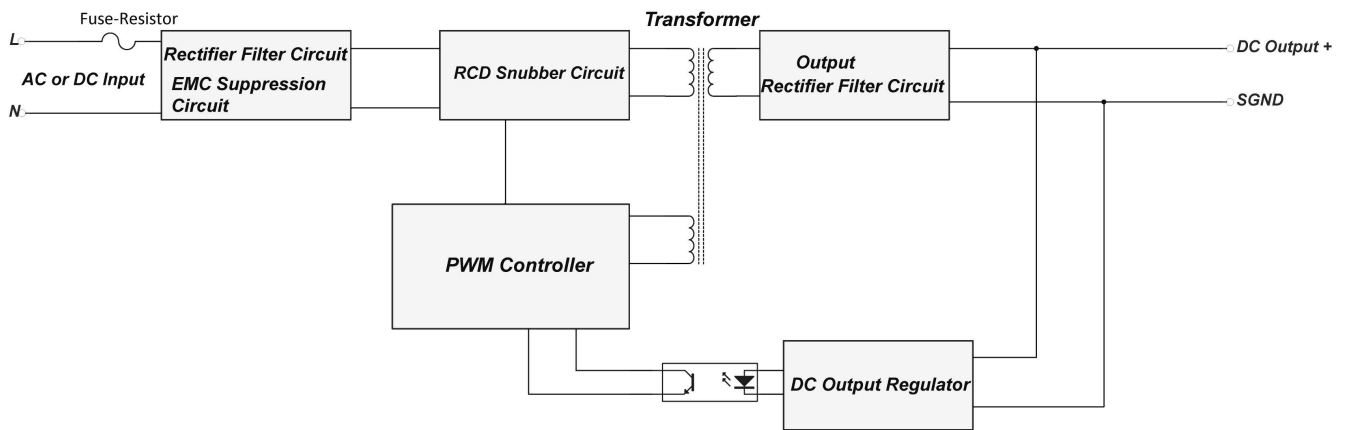 Fuse-Resistor
Transformer
L
Rectifier Filter Circuit
EMC Suppression
Circuit
RCD Snubber Circuit
Output
Rectifier Filter Circuit
DC Output +
AC or DC Input
SGND
N
PWM Controller
DC Output Regulator